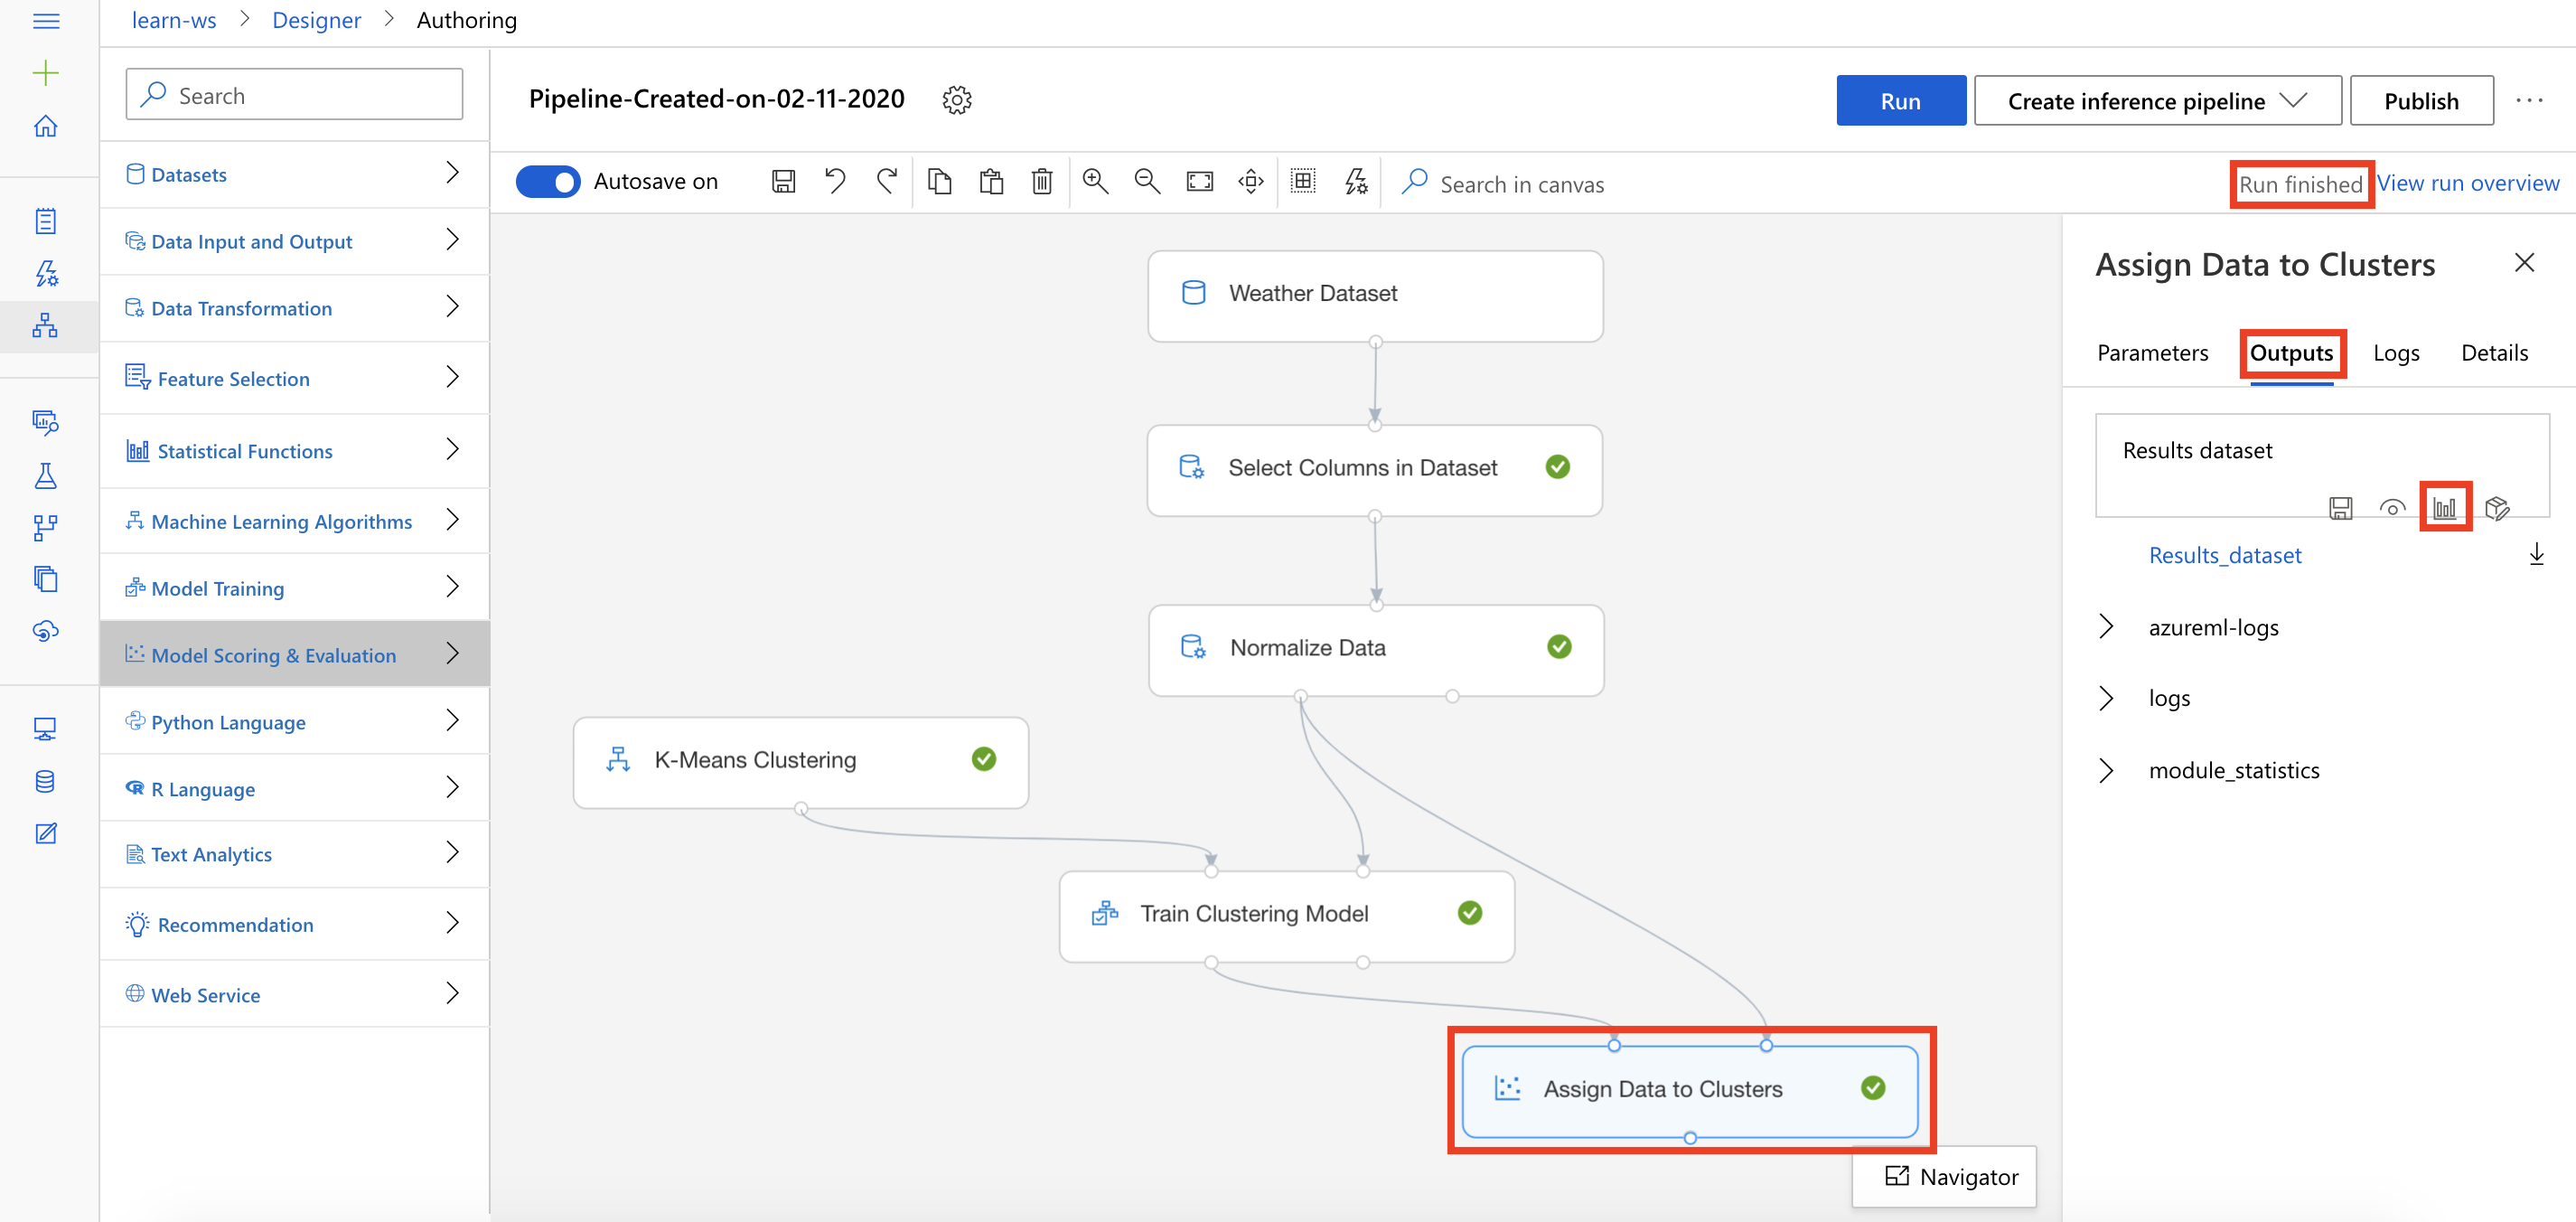 learn-ws > Designer > Authoring
Search
Datasets
Data Input and Output
Data Transformation
Feature Selection
Statistical Functions
Machine Learning Algorithms
Model Training
Model Scoring & Evaluation
Python Language
R Language
Text Analytics
Recommendation
Web Service
Pipeline-Created-on-02-11-2020
Run
Create inference pipeline
Publish
Autosave on
Search in canvas
Run finished
View run overview
Weather Dataset
Select Columns in Dataset
Normalize Data
K-Means Clustering
Train Clustering Model
Assign Data to Clusters
Navigator
Assign Data to Clusters
Parameters
Outputs
Logs
Details
Results dataset
Results_dataset
azureml-logs
logs
module_statistics